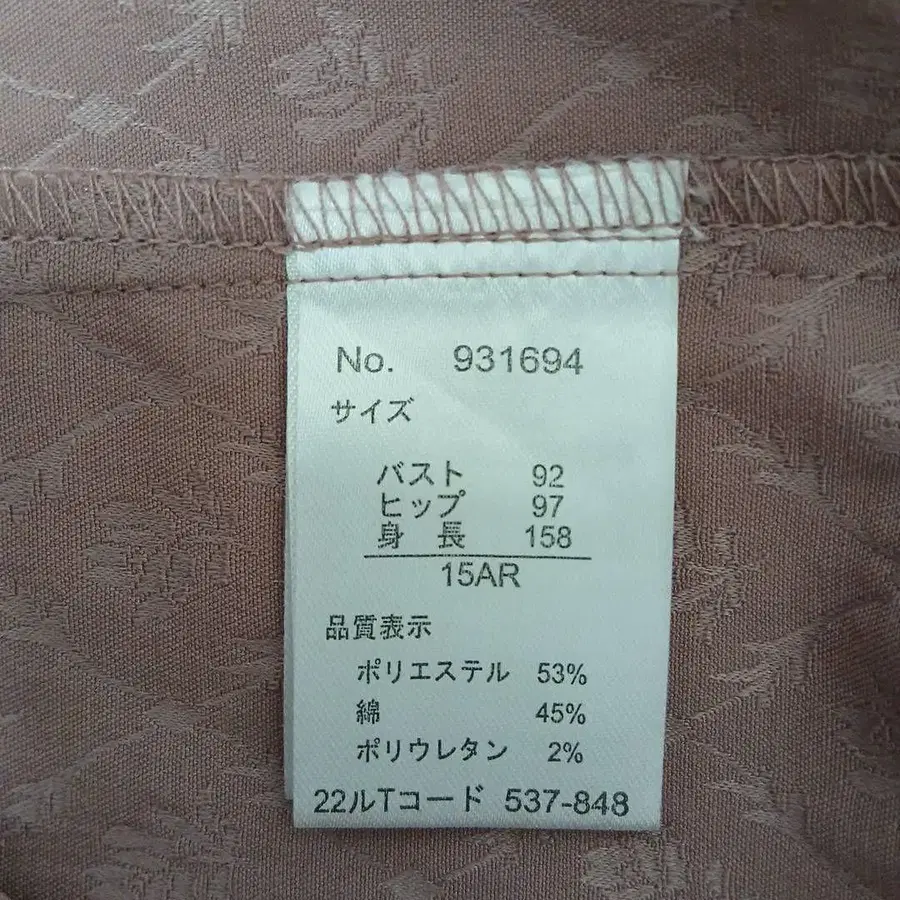 No. 931694
サイズ
バスト 92
ヒップ 97
身長 158
15AR
品質表示
ポリエステル 53%
綿 45%
ポリウレタン 2%
22ルTコード 537-848